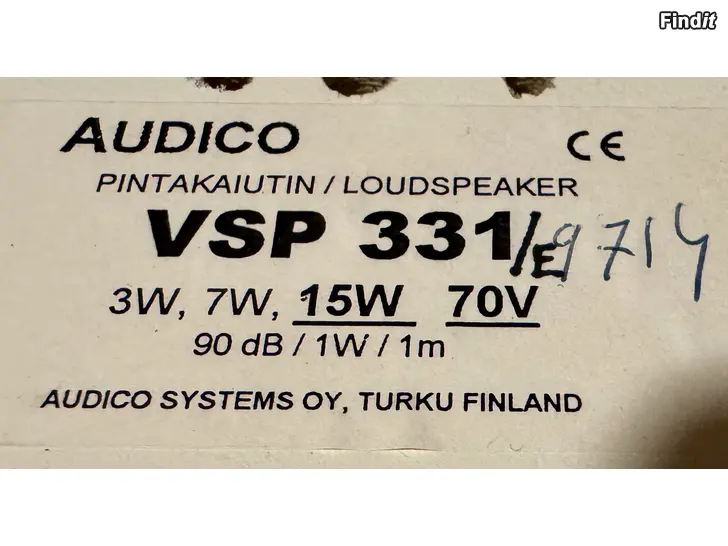 Findit
AUDICO CE
PINTAKAIUTIN / LOUDSPEAKER
VSP 331/E 9714
3W, 7W, 15W 70V
90 dB / 1W / 1m
AUDICO SYSTEMS OY, TURKU FINLAND